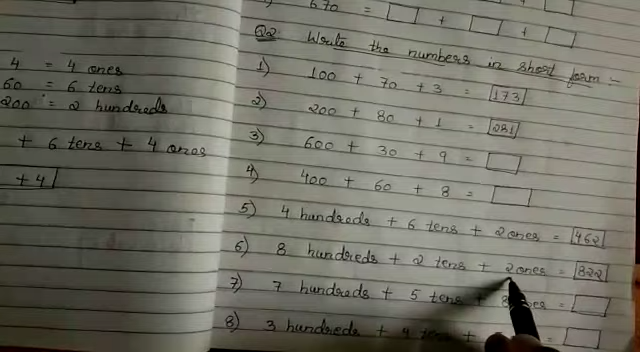 4 = 4 ones
60 = 6 tens
200 = 2 hundreds
+ 6 tens + 4 ones
+4
670 = + +
Q2 Write the numbers in short form :-
1) 100 + 70 + 3 = 173
2) 200 + 80 + 1 = 281
3) 600 + 30 + 9 =
4) 400 + 60 + 8 =
5) 4 hundreds + 6 tens + 2 ones = 462
6) 8 hundreds + 2 tens + 2 ones = 822
7) 7 hundreds + 5 tens + ones =
8) 3 hundreds + 9 tens + =